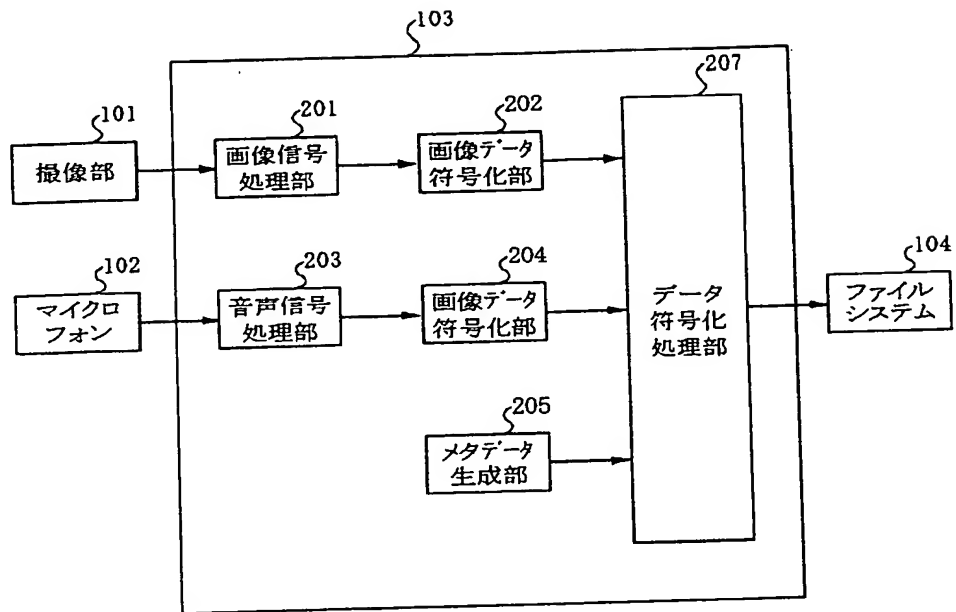 103
207
101
撮像部
201
画像信号
処理部
202
画像データ
符号化部
102
マイクロ
フォン
203
音声信号
処理部
204
画像データ
符号化部
データ
符号化
処理部
104
ファイル
システム
205
メタデータ
生成部